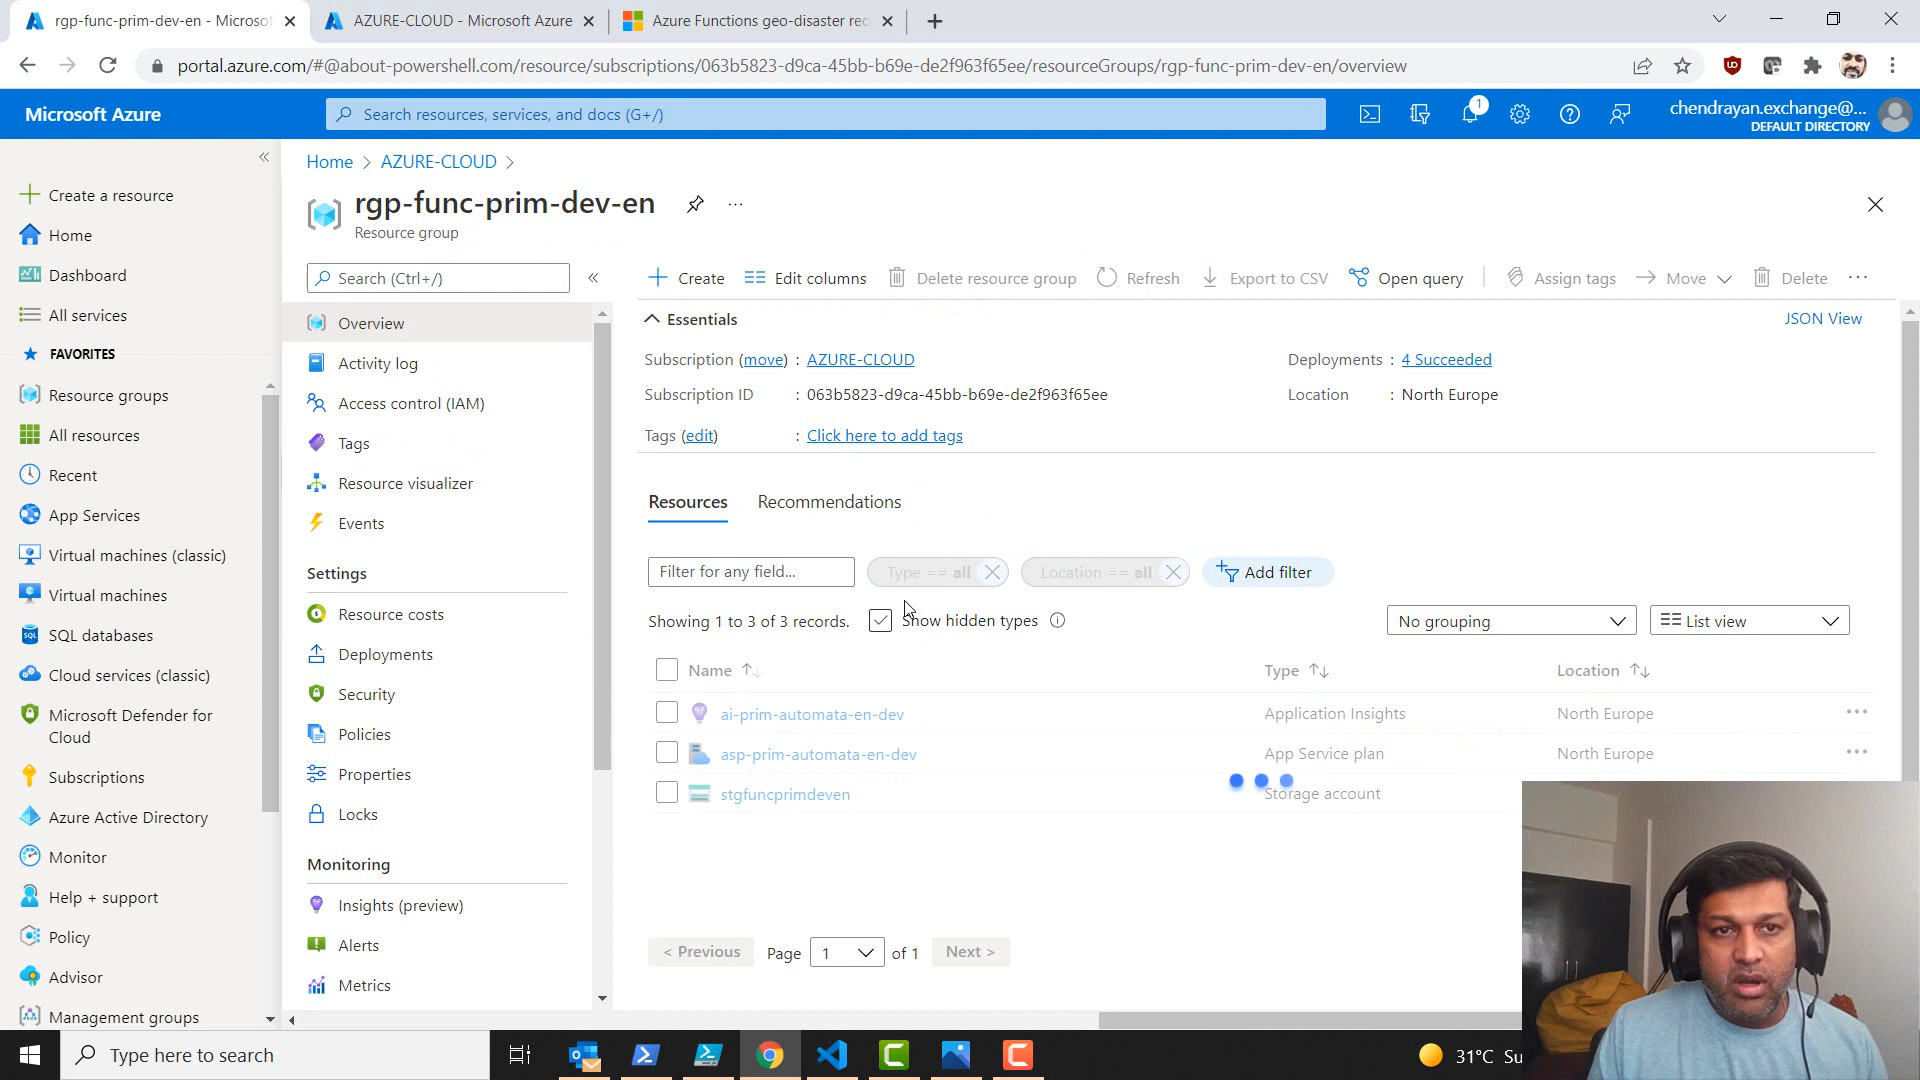 rgp-func-prim-dev-en - Microsof
AZURE-CLOUD - Microsoft Azure
Azure Functions geo-disaster rec
portal.azure.com/#@about-powershell.com/resource/subscriptions/063b5823-d9ca-45bb-b69e-de2f963f65ee/resourceGroups/rgp-func-prim-dev-en/overview
Microsoft Azure
Search resources, services, and docs (G+/)
1
chendrayan.exchange@...
DEFAULT DIRECTORY
Home > AZURE-CLOUD >
rgp-func-prim-dev-en
Resource group
Create a resource
Home
Dashboard
All services
FAVORITES
Resource groups
All resources
Recent
App Services
Virtual machines (classic)
Virtual machines
SQL databases
Cloud services (classic)
Microsoft Defender for
Cloud
Subscriptions
Azure Active Directory
Monitor
Help + support
Policy
Advisor
Management groups
Search (Ctrl+/)
Overview
Activity log
Access control (IAM)
Tags
Resource visualizer
Events
Settings
Resource costs
Deployments
Security
Policies
Properties
Locks
Monitoring
Insights (preview)
Alerts
Metrics
Create
Edit columns
Delete resource group
Refresh
Export to CSV
Open query
Assign tags
Move
Delete
Essentials
JSON View
Subscription (move) : AZURE-CLOUD
Deployments : 4 Succeeded
Subscription ID : 063b5823-d9ca-45bb-b69e-de2f963f65ee
Location : North Europe
Tags (edit) : Click here to add tags
Resources
Recommendations
Filter for any field...
Type == all
Location == all
Add filter
Showing 1 to 3 of 3 records.
Show hidden types
No grouping
List view
Name
Type
Location
ai-prim-automata-en-dev
Application Insights
North Europe
asp-prim-automata-en-dev
App Service plan
North Europe
stgfuncprimdeven
Storage account
< Previous
Page 1 of 1
Next >
Type here to search
31°C Su